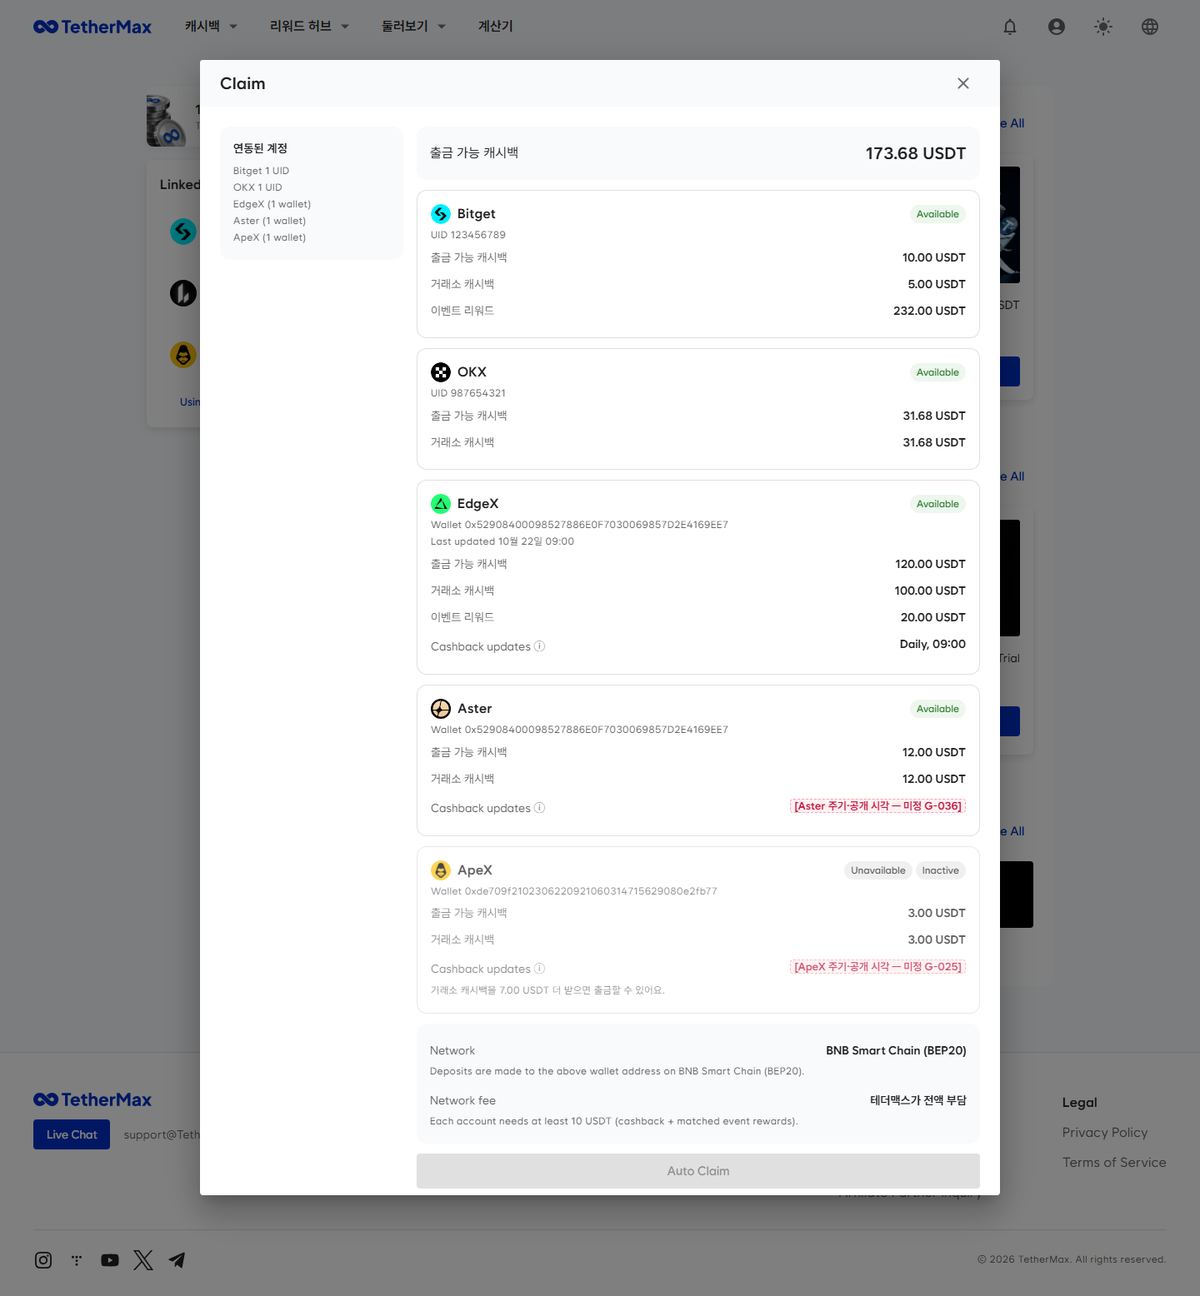 TetherMax
캐시백
리워드 허브
둘러보기
계산기
Claim
e All
연동된 계정
Bitget 1 UID
OKX 1 UID
EdgeX (1 wallet)
Aster (1 wallet)
ApeX (1 wallet)
Linked
Usin
출금 가능 캐시백
173.68 USDT
Bitget
Available
UID 123456789
출금 가능 캐시백
10.00 USDT
거래소 캐시백
5.00 USDT
이벤트 리워드
232.00 USDT
SDT
OKX
Available
UID 987654321
출금 가능 캐시백
31.68 USDT
거래소 캐시백
31.68 USDT
e All
EdgeX
Available
Wallet 0x52908400098527886E0F7030069857D2E4169EE7
Last updated 10월 22일 09:00
출금 가능 캐시백
120.00 USDT
거래소 캐시백
100.00 USDT
이벤트 리워드
20.00 USDT
Cashback updates
Daily, 09:00
Trial
Aster
Available
Wallet 0x52908400098527886E0F7030069857D2E4169EE7
출금 가능 캐시백
12.00 USDT
거래소 캐시백
12.00 USDT
Cashback updates
[Aster 주기·공개 시각 — 미정 G-036]
e All
ApeX
Unavailable
Inactive
Wallet 0xde709f2102306220921060314715629080e2fb77
출금 가능 캐시백
3.00 USDT
거래소 캐시백
3.00 USDT
Cashback updates
[ApeX 주기·공개 시각 — 미정 G-025]
거래소 캐시백을 7.00 USDT 더 받으면 출금할 수 있어요.
Network
BNB Smart Chain (BEP20)
Deposits are made to the above wallet address on BNB Smart Chain (BEP20).
Network fee
테더맥스가 전액 부담
Each account needs at least 10 USDT (cashback + matched event rewards).
Auto Claim
TetherMax
Live Chat
support@Teth
Legal
Privacy Policy
Terms of Service
Affiliate Partner Inquiry
© 2026 TetherMax. All rights reserved.